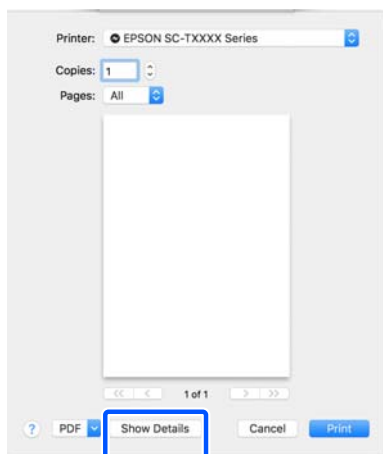 Printer: EPSON SC-TXXXX Series
Copies: 1
Pages: All
<< < 1 of 1 > >>
? PDF Show Details Cancel Print